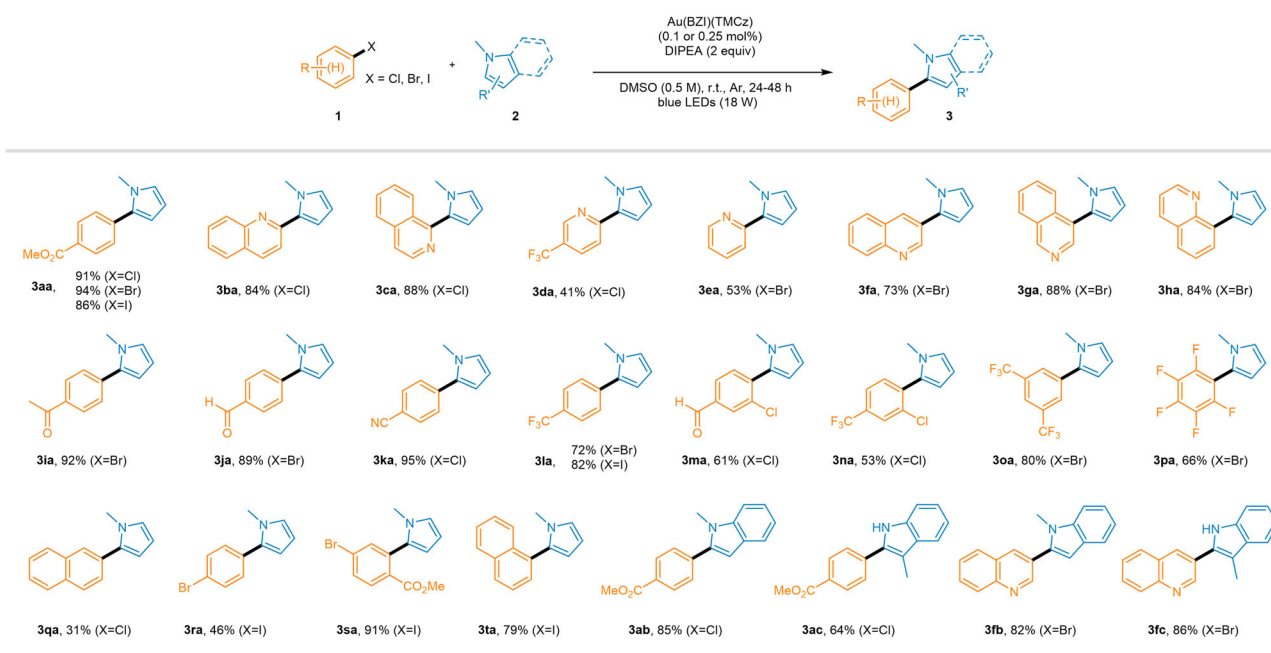 Au(BZI)(TMCz)
(0.1 or 0.25 mol%)
DIPEA (2 equiv)
DMSO (0.5 M), r.t., Ar, 24-48 h
blue LEDs (18 W)
R (H) X
X = Cl, Br, I
1
+
N
R'
2
R (H) N
R'
3
MeO₂C N
3aa, 91% (X=Cl)
94% (X=Br)
86% (X=I)
N N
3ba, 84% (X=Cl)
N N
3ca, 88% (X=Cl)
F₃C N N
3da, 41% (X=Cl)
N N
3ea, 53% (X=Br)
N N
3fa, 73% (X=Br)
N N
3ga, 88% (X=Br)
N N
3ha, 84% (X=Br)
O N
3ia, 92% (X=Br)
H O N
3ja, 89% (X=Br)
NC N
3ka, 95% (X=Cl)
F₃C N
3la, 72% (X=Br)
82% (X=I)
H O Cl N
3ma, 61% (X=Cl)
F₃C Cl N
3na, 53% (X=Cl)
F₃C CF₃ N
3oa, 80% (X=Br)
F F F F F N
3pa, 66% (X=Br)
N
3qa, 31% (X=Cl)
Br N
3ra, 46% (X=I)
Br CO₂Me N
3sa, 91% (X=I)
N
3ta, 79% (X=I)
MeO₂C N
3ab, 85% (X=Cl)
MeO₂C HN
3ac, 64% (X=Cl)
N N
3fb, 82% (X=Br)
N HN
3fc, 86% (X=Br)